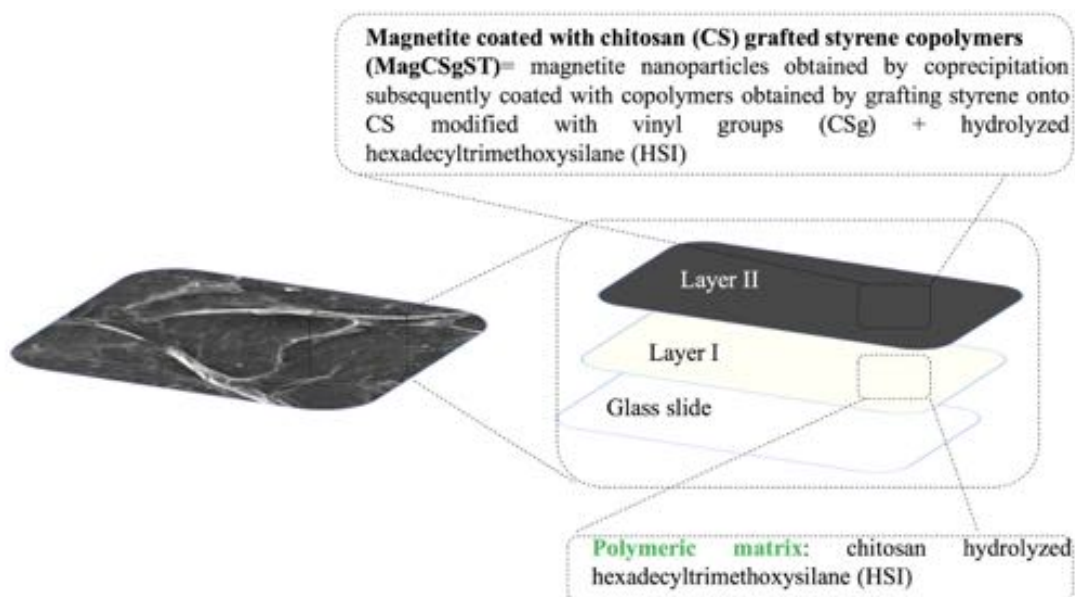 Magnetite coated with chitosan (CS) grafted styrene copolymers
(MagCSgST)= magnetite nanoparticles obtained by coprecipitation
subsequently coated with copolymers obtained by grafting styrene onto
CS modified with vinyl groups (CSg) + hydrolyzed
hexadecyltrimethoxysilane (HSI)
Layer II
Layer I
Glass slide
Polymeric matrix: chitosan hydrolyzed
hexadecyltrimethoxysilane (HSI)